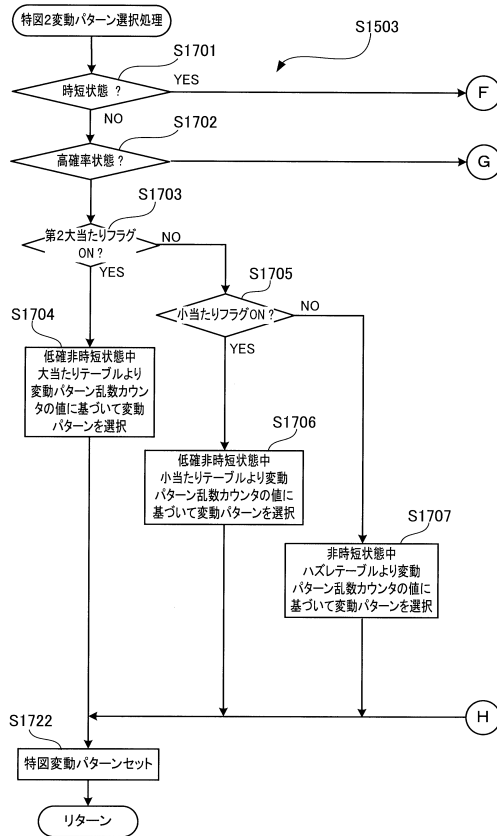 特図2変動パターン選択処理
S1503
S1701
時短状態 ?
YES
F
NO
S1702
高確率状態?
G
S1703
第2大当たりフラグ
ON?
NO
YES
S1705
小当たりフラグON?
NO
YES
S1704
低確非時短状態中
大当たりテーブルより
変動パターン乱数カウン
タの値に基づいて変動
パターンを選択
S1706
低確非時短状態中
小当たりテーブルより変動
パターン乱数カウンタの値に
基づいて変動パターンを選択
S1707
非時短状態中
ハズレテーブルより変動
パターン乱数カウンタの値に
基づいて変動パターンを選択
H
S1722
特図変動パターンセット
リターン